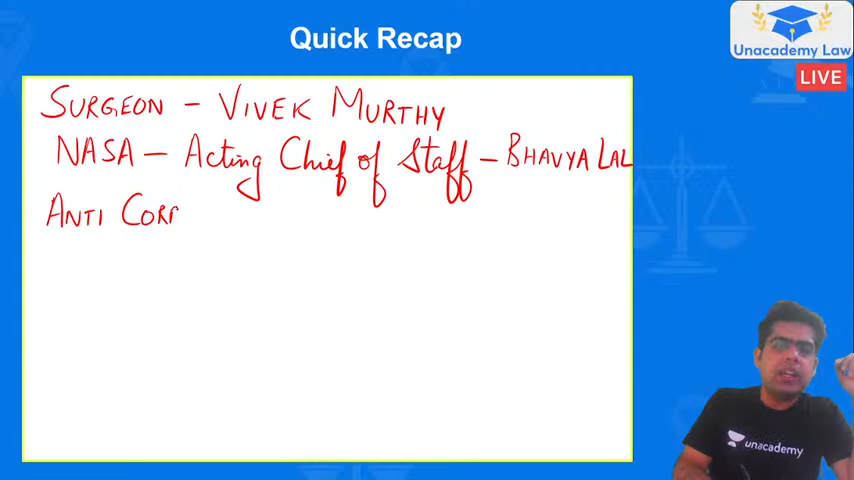 Quick Recap
Unacademy Law
LIVE
SURGEON - VIVEK MURTHY
NASA - Acting Chief of Staff - BHAVYA LAL
ANTI CORR
unacademy